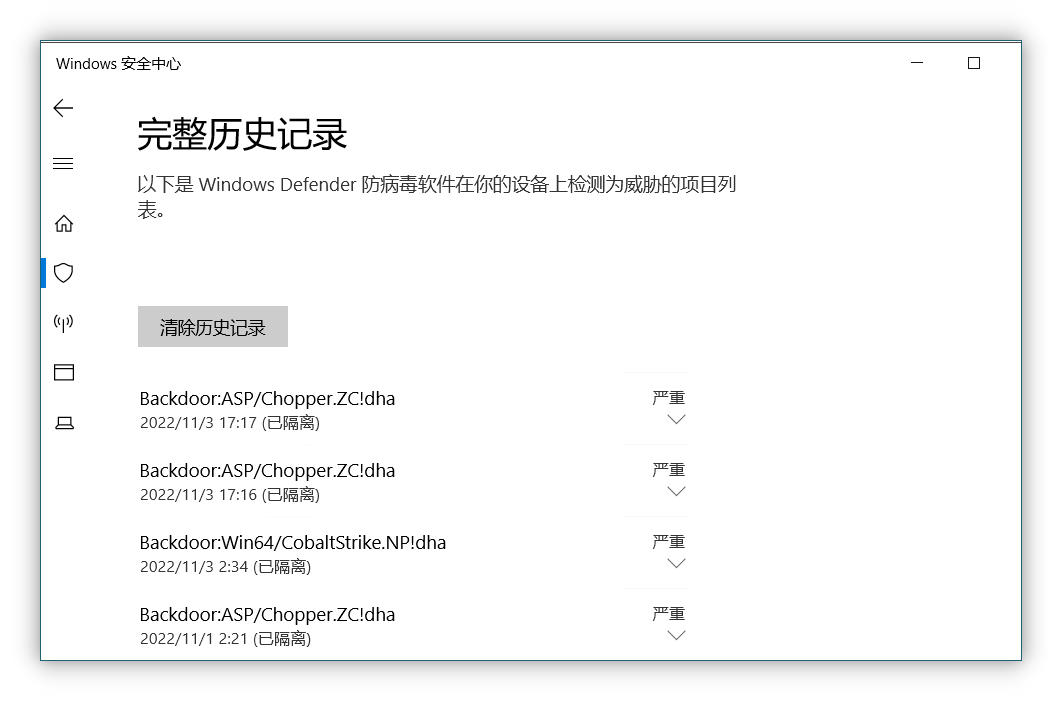 Windows 安全中心
完整历史记录
以下是 Windows Defender 防病毒软件在你的设备上检测为威胁的项目列
表。
清除历史记录
Backdoor:ASP/Chopper.ZC!dha 严重
2022/11/3 17:17 (已隔离)
Backdoor:ASP/Chopper.ZC!dha 严重
2022/11/3 17:16 (已隔离)
Backdoor:Win64/CobaltStrike.NP!dha 严重
2022/11/3 2:34 (已隔离)
Backdoor:ASP/Chopper.ZC!dha 严重
2022/11/1 2:21 (已隔离)